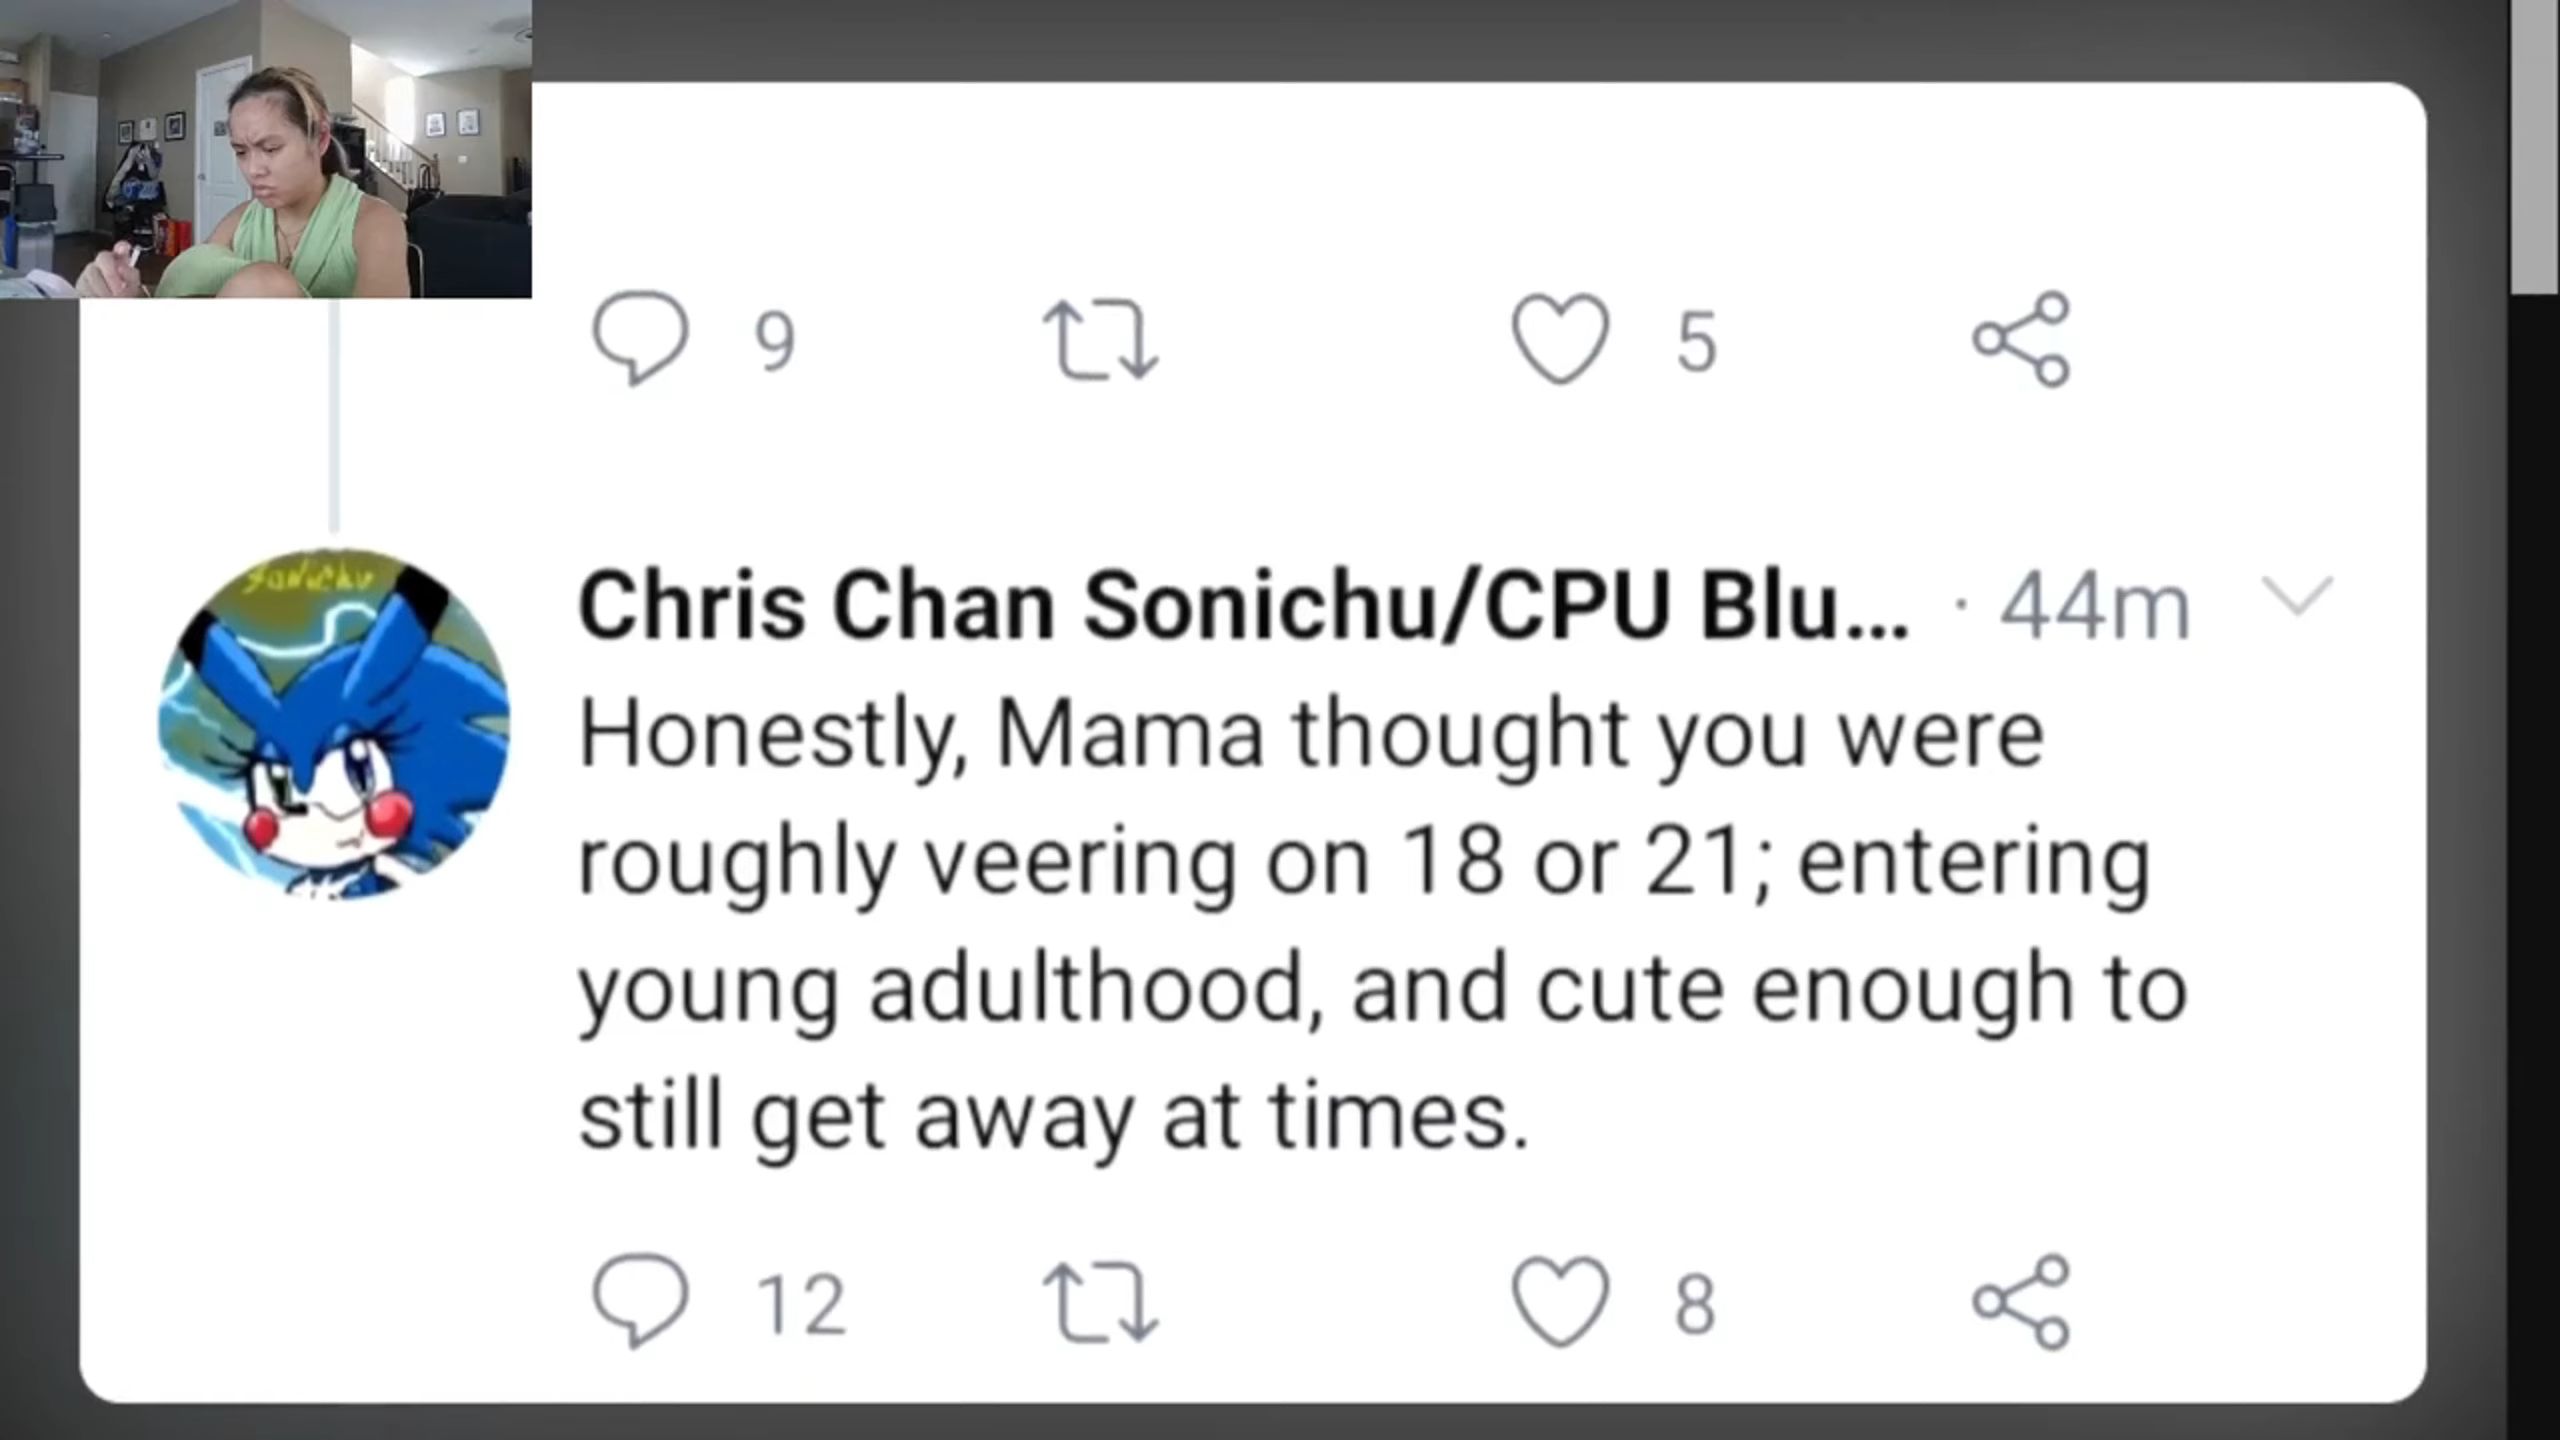 9 5
Sonichu
Chris Chan Sonichu/CPU Blu... · 44m
Honestly, Mama thought you were
roughly veering on 18 or 21; entering
young adulthood, and cute enough to
still get away at times.
12 8